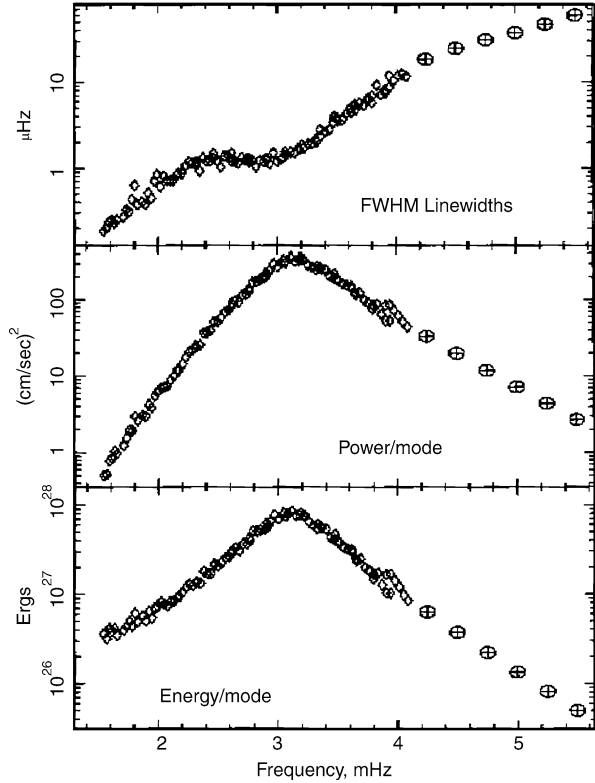 10
1
μHz
FWHM Linewidths
100
10
1
(cm/sec)²
Power/mode
10²⁸
10²⁷
10²⁶
Ergs
Energy/mode
2 3 4 5
Frequency, mHz